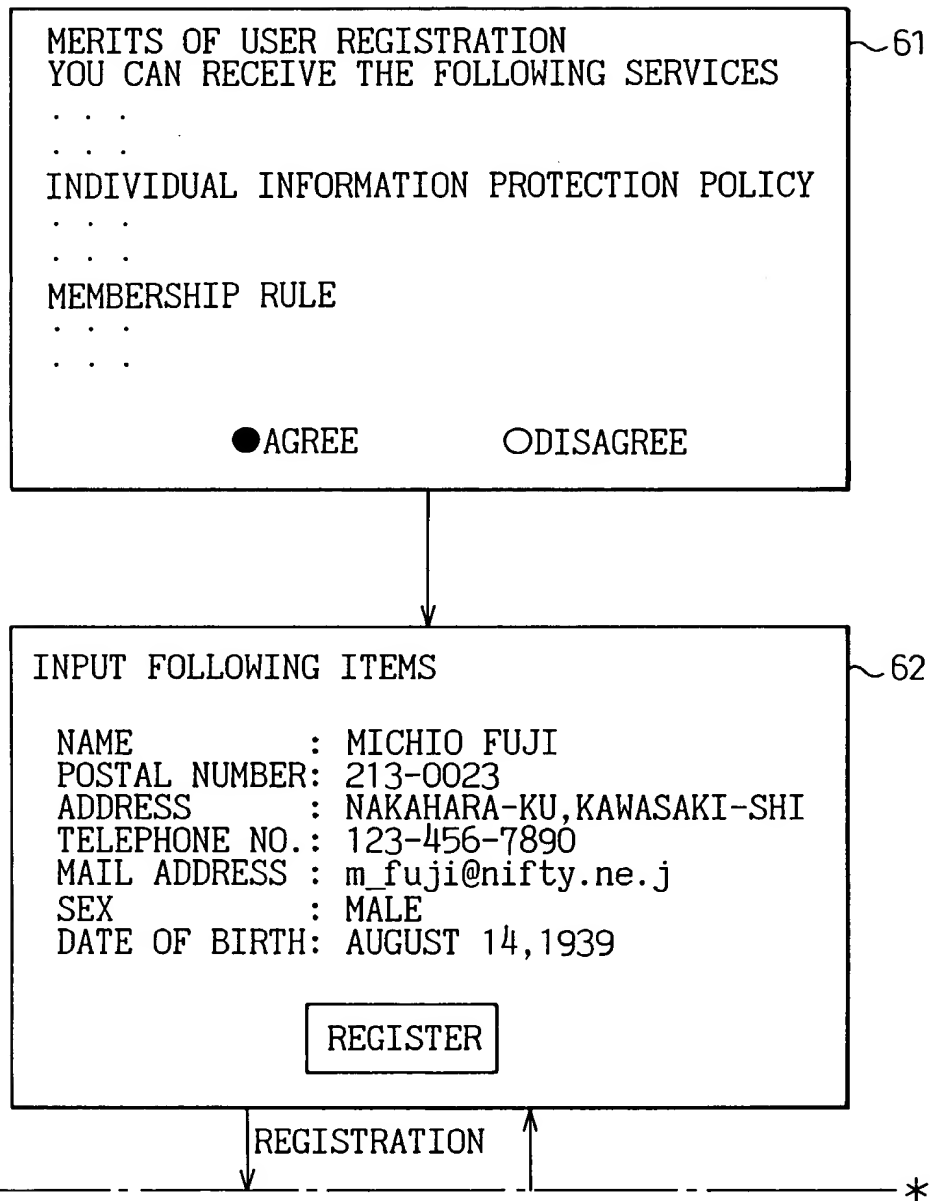 MERITS OF USER REGISTRATION
YOU CAN RECEIVE THE FOLLOWING SERVICES
. . .
. . .
INDIVIDUAL INFORMATION PROTECTION POLICY
. . .
. . .
MEMBERSHIP RULE
. . .
. . .
●AGREE ○DISAGREE
61
INPUT FOLLOWING ITEMS
62
NAME : MICHIO FUJI
POSTAL NUMBER: 213-0023
ADDRESS : NAKAHARA-KU,KAWASAKI-SHI
TELEPHONE NO.: 123-456-7890
MAIL ADDRESS : m_fuji@nifty.ne.j
SEX : MALE
DATE OF BIRTH: AUGUST 14,1939
REGISTER
REGISTRATION
*